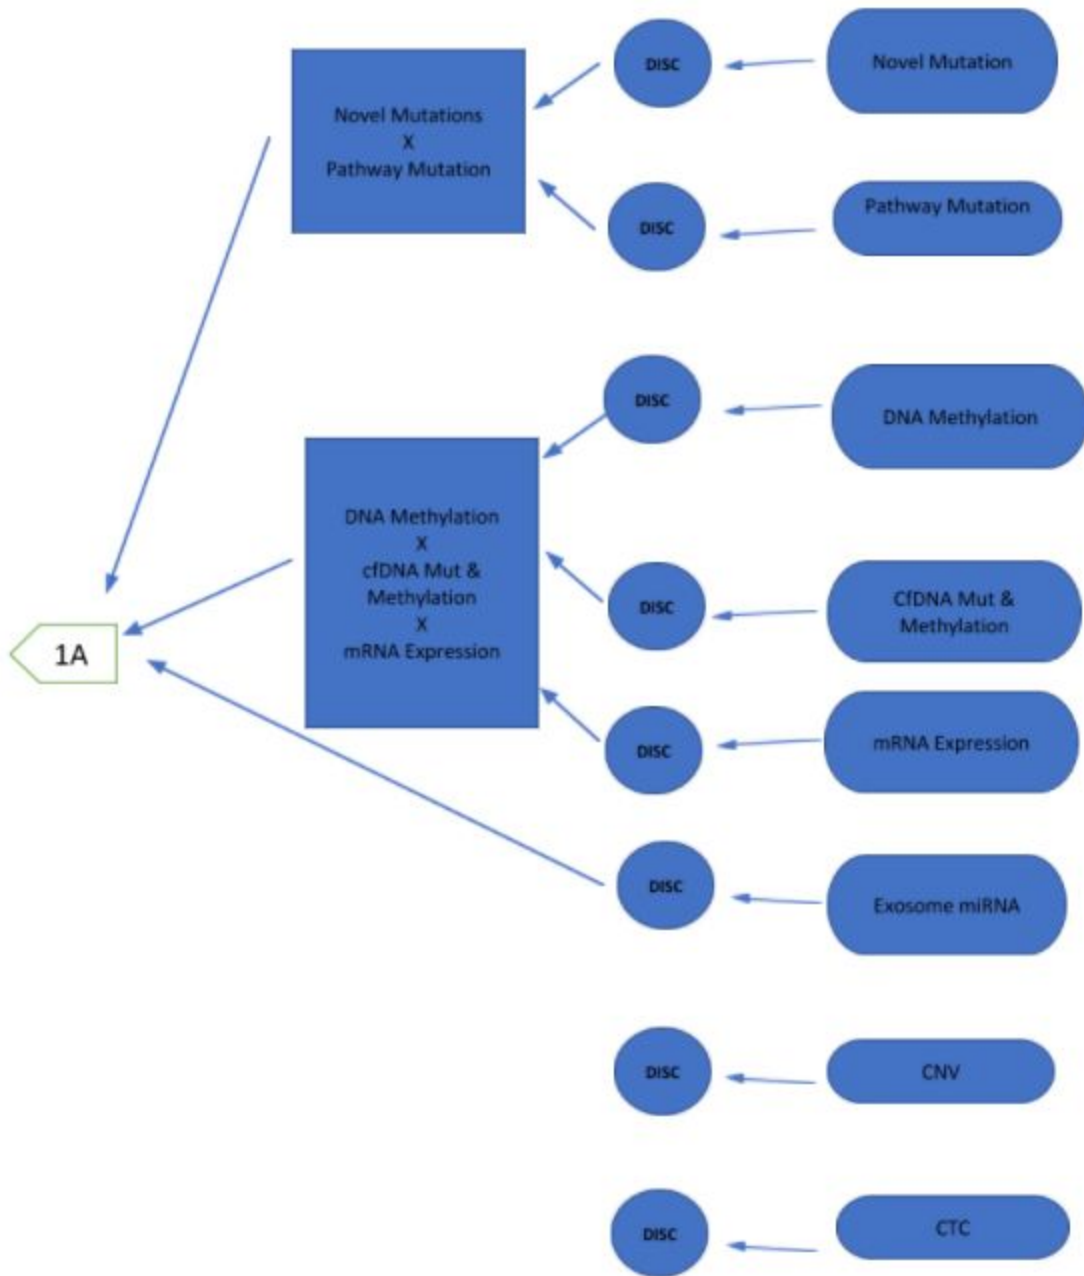 DISC
Novel Mutation
Novel Mutations
X
Pathway Mutation
DISC
Pathway Mutation
DISC
DNA Methylation
DNA Methylation
X
cfDNA Mut &
Methylation
X
mRNA Expression
DISC
CfDNA Mut &
Methylation
1A
DISC
mRNA Expression
DISC
Exosome miRNA
DISC
CNV
DISC
CTC